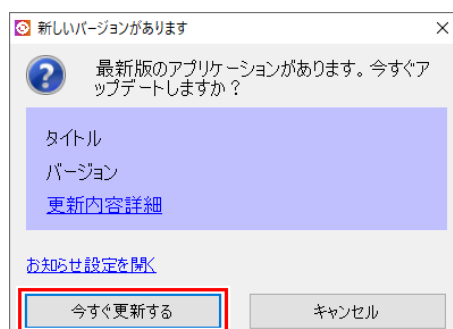 新しいバージョンがあります
最新版のアプリケーションがあります。今すぐア
ップデートしますか？
タイトル
バージョン
更新内容詳細
お知らせ設定を開く
今すぐ更新する
キャンセル